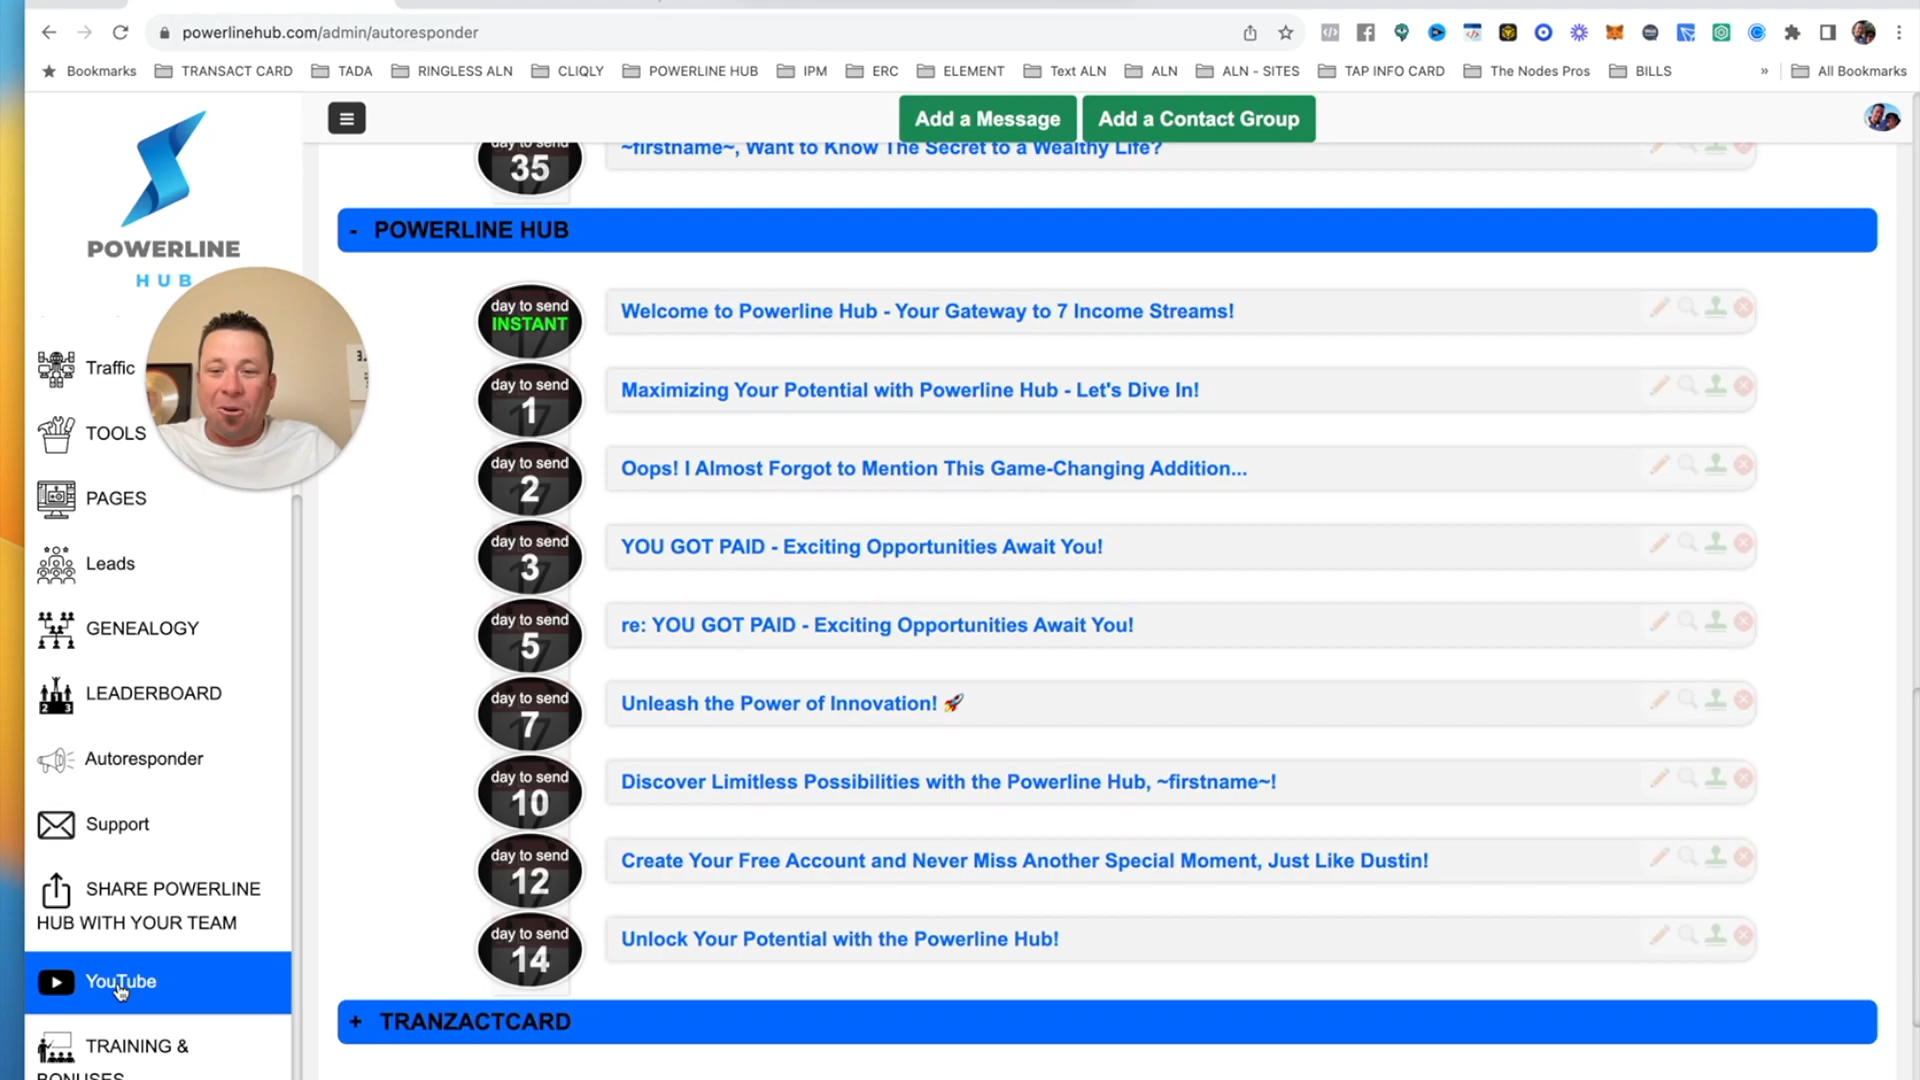 powerlinehub.com/admin/autoresponder
Bookmarks
TRANSACT CARD
TADA
RINGLESS ALN
CLIQLY
POWERLINE HUB
IPM
ERC
ELEMENT
Text ALN
ALN
ALN - SITES
TAP INFO CARD
The Nodes Pros
BILLS
»
All Bookmarks
POWERLINE
HUB
Add a Message
Add a Contact Group
Traffic
TOOLS
PAGES
Leads
GENEALOGY
LEADERBOARD
Autoresponder
Support
SHARE POWERLINE
HUB WITH YOUR TEAM
YouTube
TRAINING &
BONUSES
day to send
35
~firstname~, Want to Know The Secret to a Wealthy Life?
- POWERLINE HUB
day to send
INSTANT
Welcome to Powerline Hub - Your Gateway to 7 Income Streams!
day to send
1
Maximizing Your Potential with Powerline Hub - Let's Dive In!
day to send
2
Oops! I Almost Forgot to Mention This Game-Changing Addition...
day to send
3
YOU GOT PAID - Exciting Opportunities Await You!
day to send
5
re: YOU GOT PAID - Exciting Opportunities Await You!
day to send
7
Unleash the Power of Innovation! 🚀
day to send
10
Discover Limitless Possibilities with the Powerline Hub, ~firstname~!
day to send
12
Create Your Free Account and Never Miss Another Special Moment, Just Like Dustin!
day to send
14
Unlock Your Potential with the Powerline Hub!
+ TRANZACTCARD